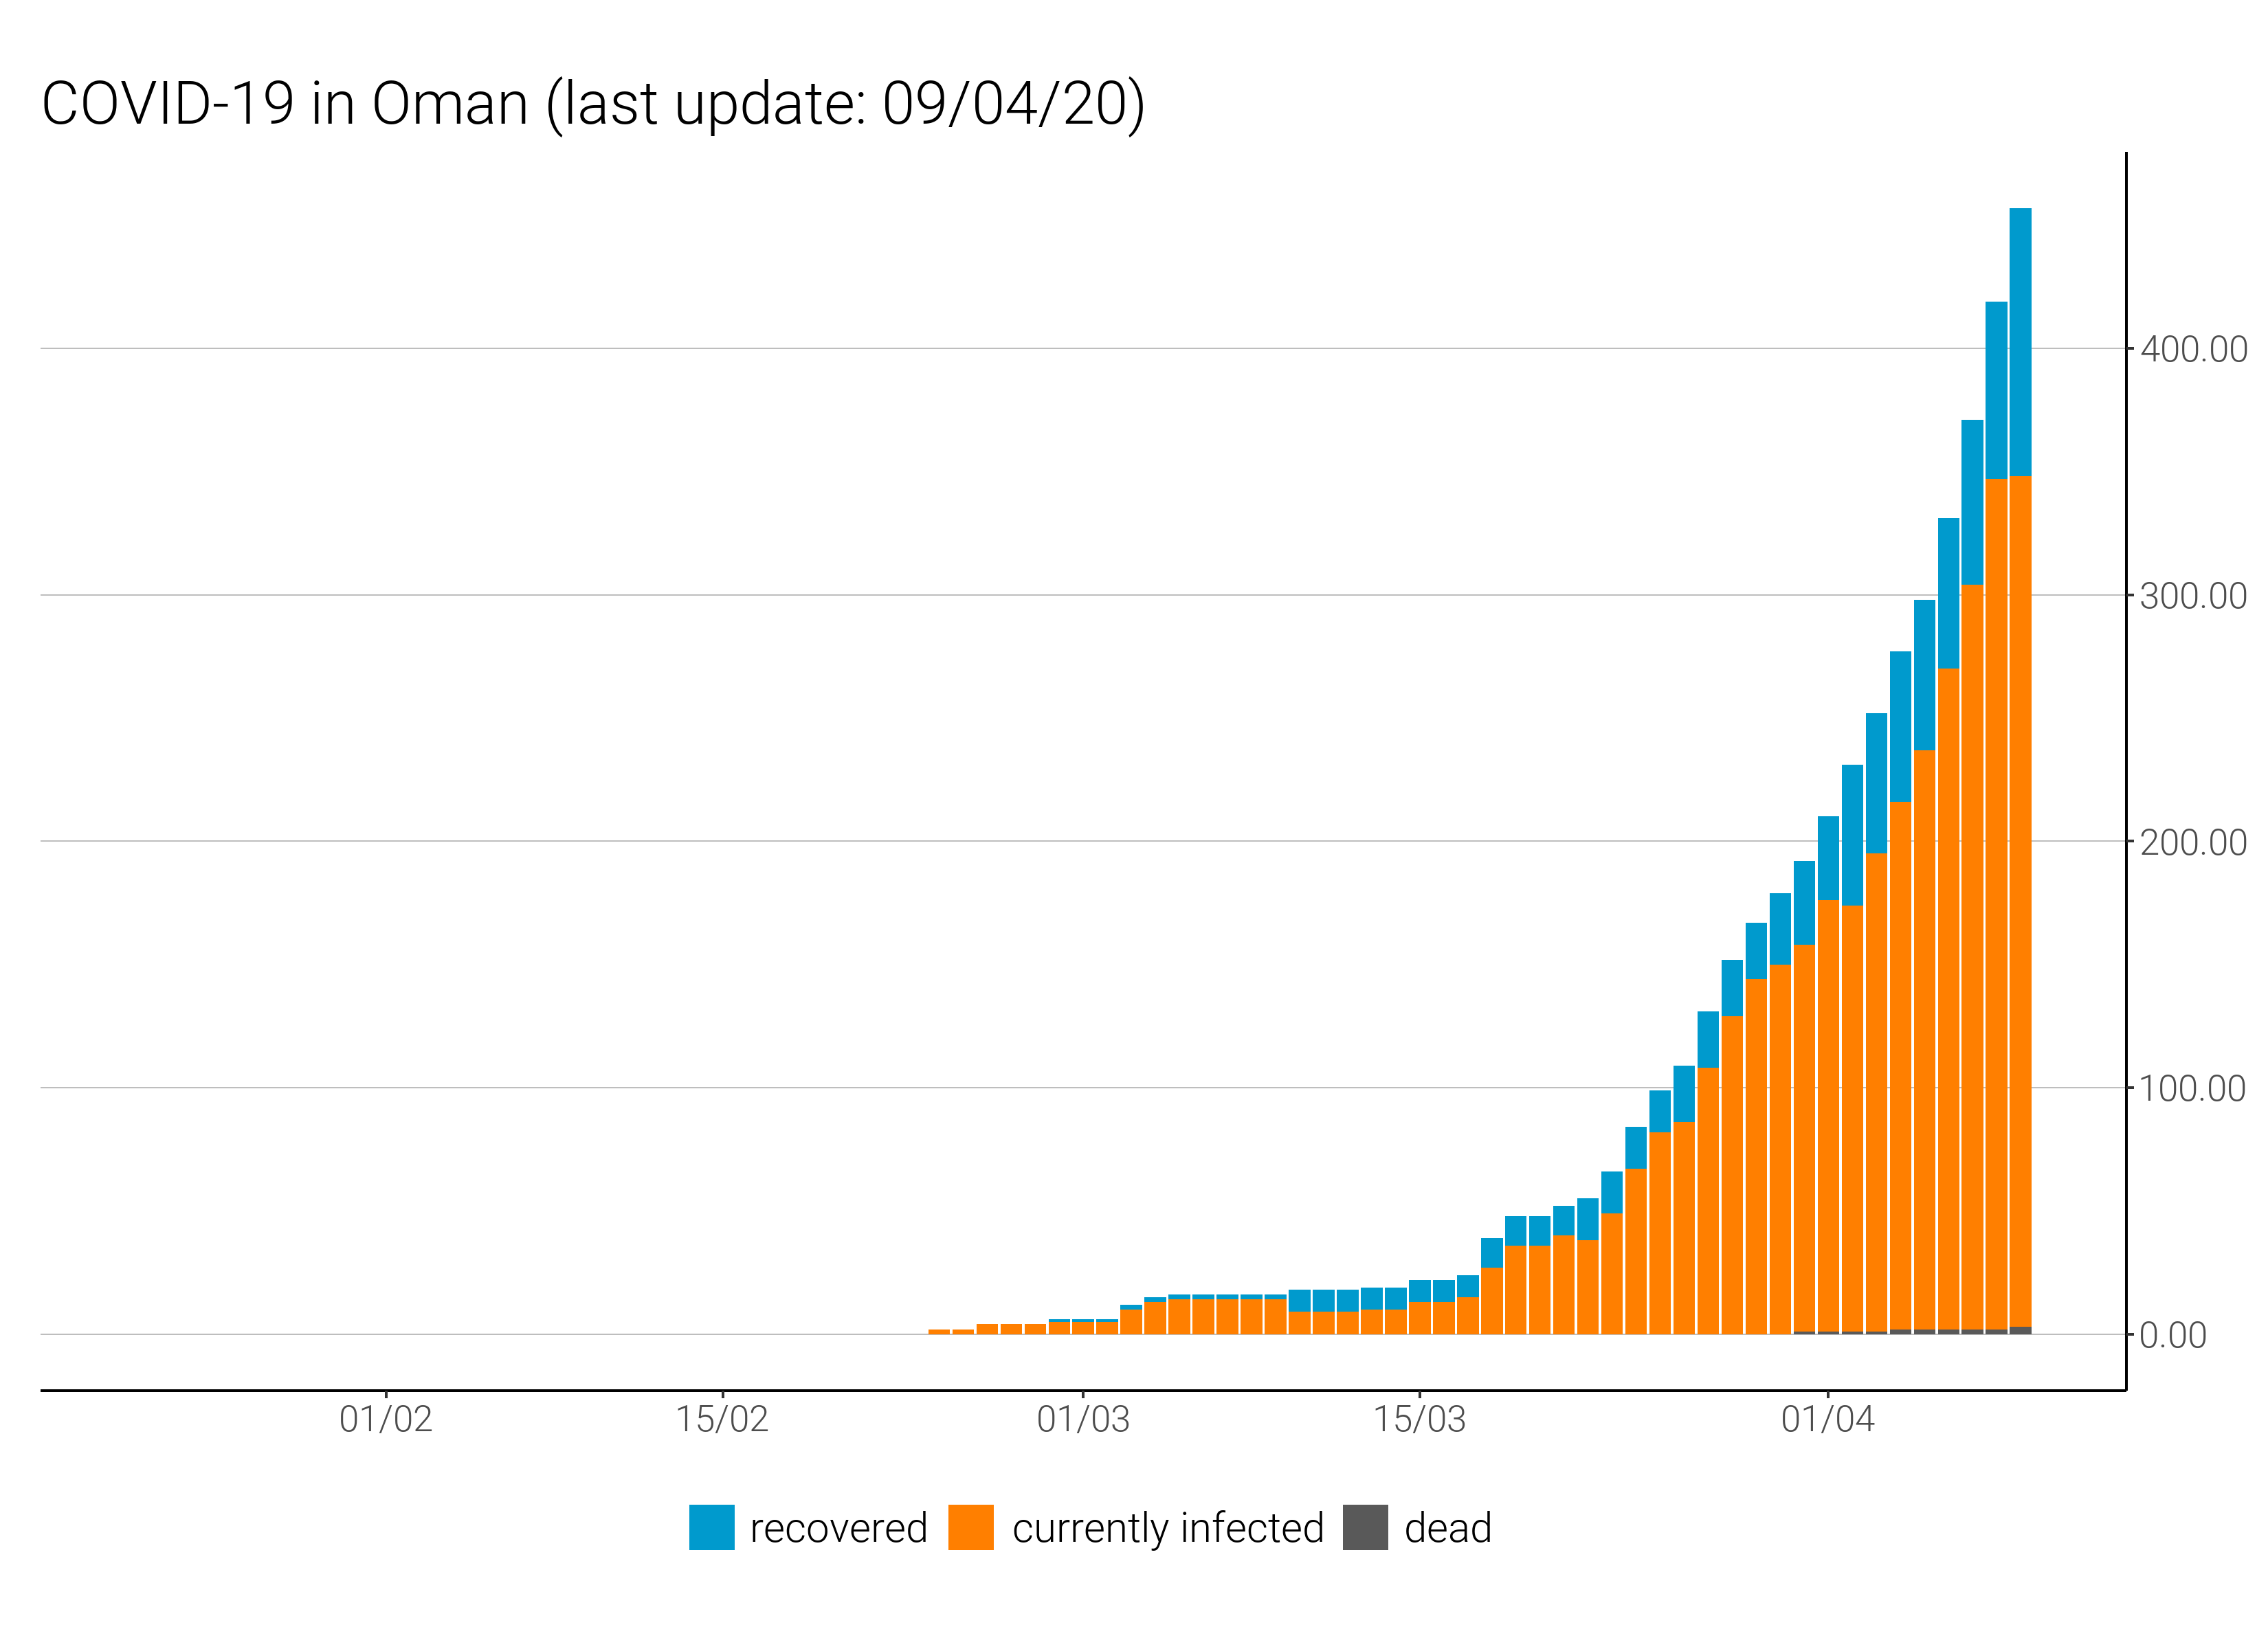 COVID-19 in Oman (last update: 09/04/20)
400.00
300.00
200.00
100.00
0.00
01/02 15/02 01/03 15/03 01/04
recovered currently infected dead